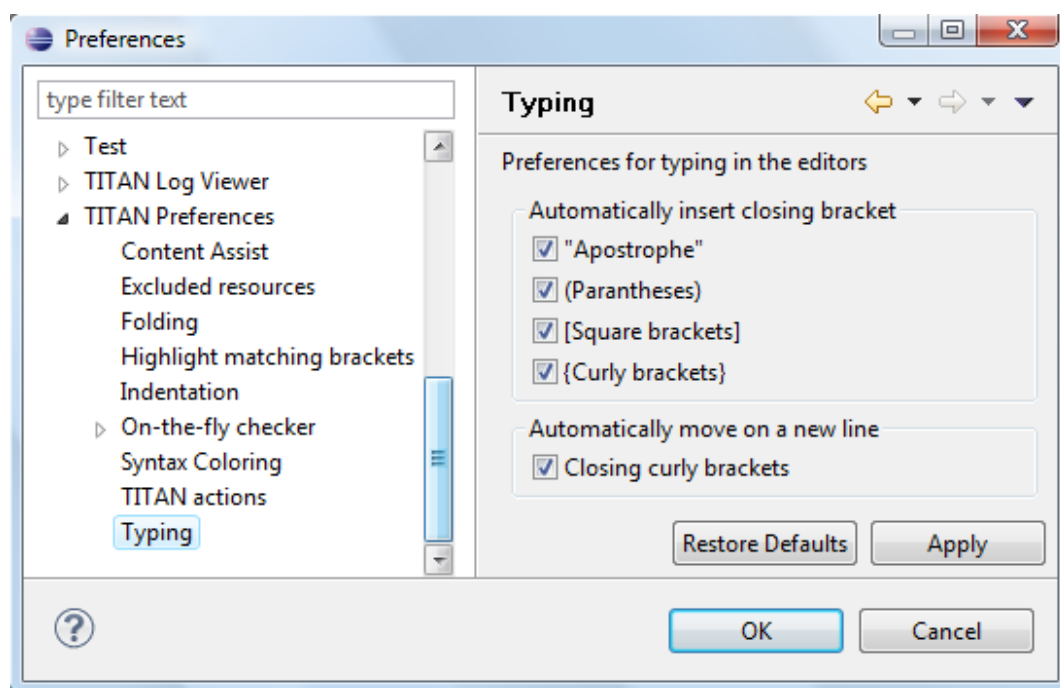 Preferences
type filter text
Test
TITAN Log Viewer
TITAN Preferences
Content Assist
Excluded resources
Folding
Highlight matching brackets
Indentation
On-the-fly checker
Syntax Coloring
TITAN actions
Typing
Typing
Preferences for typing in the editors
Automatically insert closing bracket
"Apostrophe"
(Parantheses)
[Square brackets]
{Curly brackets}
Automatically move on a new line
Closing curly brackets
Restore Defaults
Apply
?
OK
Cancel